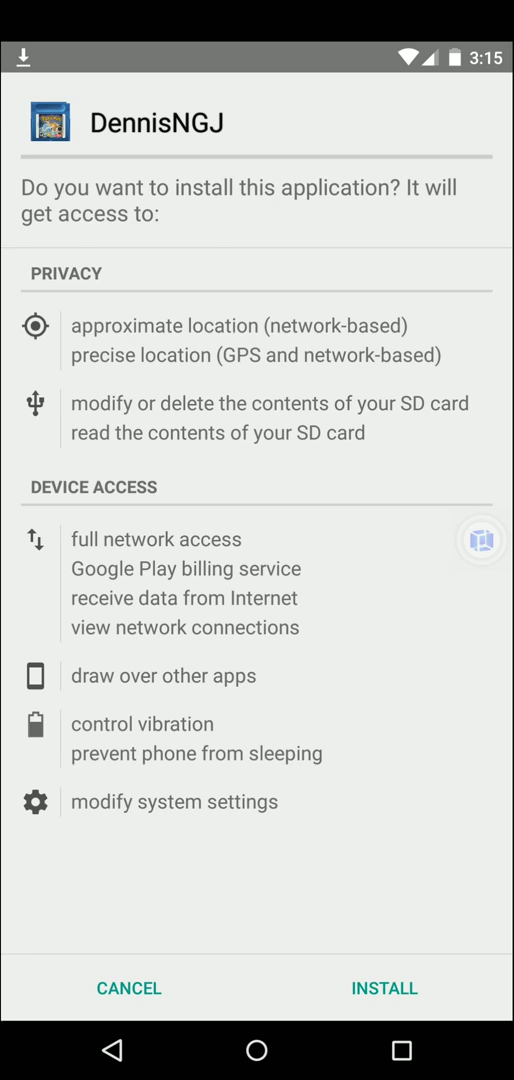 3:15
DennisNGJ
Do you want to install this application? It will
get access to:
PRIVACY
approximate location (network-based)
precise location (GPS and network-based)
modify or delete the contents of your SD card
read the contents of your SD card
DEVICE ACCESS
full network access
Google Play billing service
receive data from Internet
view network connections
draw over other apps
control vibration
prevent phone from sleeping
modify system settings
CANCEL
INSTALL